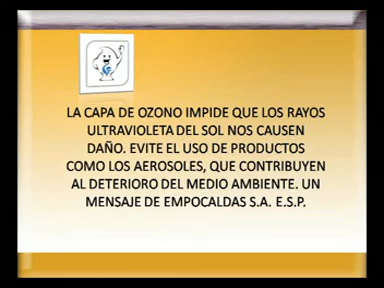 LA CAPA DE OZONO IMPIDE QUE LOS RAYOS
ULTRAVIOLETA DEL SOL NOS CAUSEN
DAÑO. EVITE EL USO DE PRODUCTOS
COMO LOS AEROSOLES, QUE CONTRIBUYEN
AL DETERIORO DEL MEDIO AMBIENTE. UN
MENSAJE DE EMPOCALDAS S.A. E.S.P.